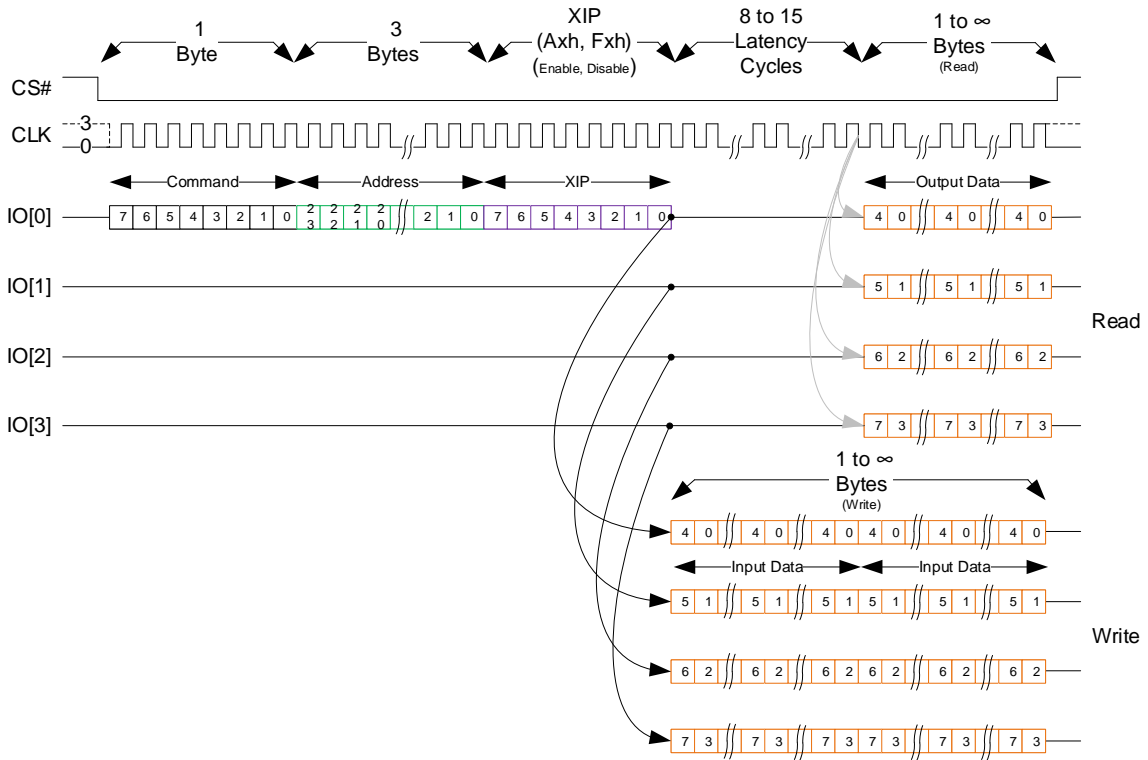 1 Byte
3 Bytes
XIP (Axh, Fxh) (Enable, Disable)
8 to 15 Latency Cycles
1 to ∞ Bytes (Read)
CS#
CLK 3 0
Command Address XIP Output Data
IO[0] 7 6 5 4 3 2 1 0 23 22 21 20 2 1 0 7 6 5 4 3 2 1 0 4 0 4 0 4 0
IO[1] 5 1 5 1 5 1
Read
IO[2] 6 2 6 2 6 2
IO[3] 7 3 7 3 7 3
1 to ∞ Bytes (Write)
4 0 4 0 4 0 4 0 4 0 4 0
Input Data Input Data
5 1 5 1 5 1 5 1 5 1 5 1
Write
6 2 6 2 6 2 6 2 6 2 6 2
7 3 7 3 7 3 7 3 7 3 7 3